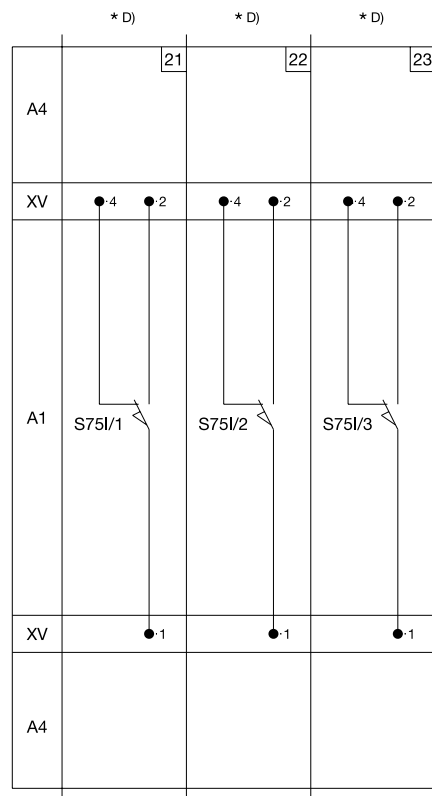 * D) * D) * D)
21 22 23
A4
XV ·4 ·2 ·4 ·2 ·4 ·2
A1 S75I/1 S75I/2 S75I/3
XV ·1 ·1 ·1
A4